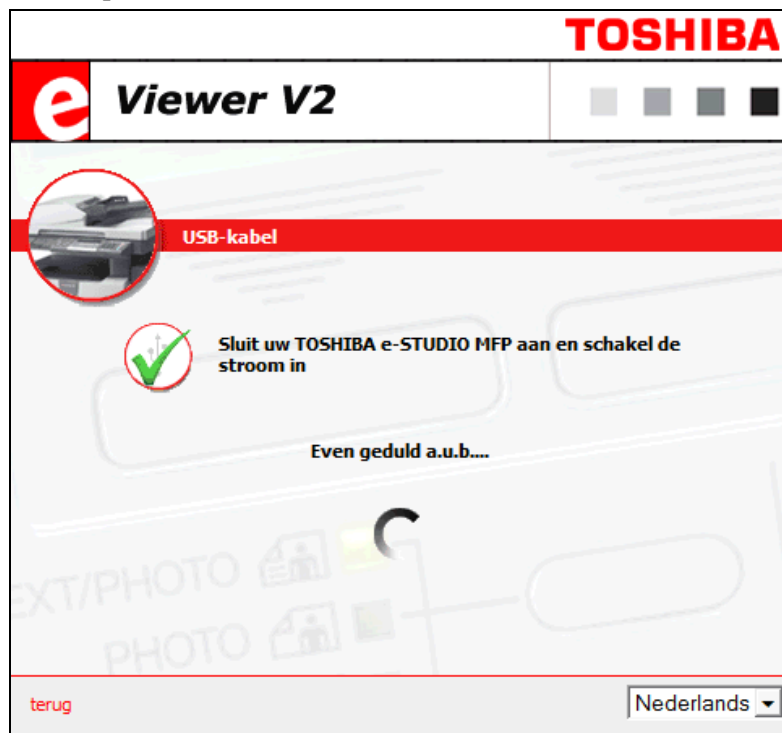 TOSHIBA
e Viewer V2
USB-kabel
Sluit uw TOSHIBA e-STUDIO MFP aan en schakel de
stroom in
Even geduld a.u.b....
EXT/PHOTO
PHOTO
terug
Nederlands